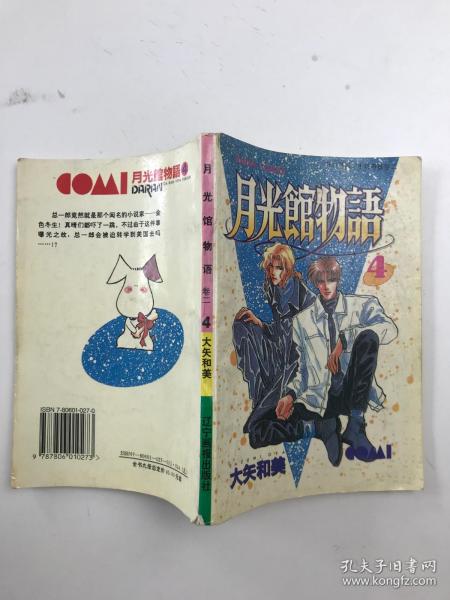 COMI
月光館物語 4
DARAN
总一郎竟然就是那个闻名的小说家——金
色冬生！真晴们都吓了一跳，不过由于这件事
曝光之故，总一郎会被迫转学到美国去吗
……！？
ISBN 7-80601-027-0
9 787806 010273
月光馆物语 卷二 4 大矢和美 辽宁画报出版社
月光館物語
4
大矢和美
COMI
孔夫子旧书网
www.kongfz.com